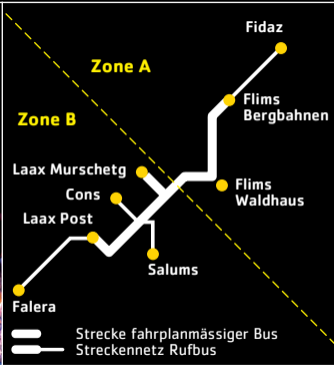 Fidaz
Zone A
Flims
Bergbahnen
Zone B
Laax Murschetg
Flims
Waldhaus
Cons
Laax Post
Salums
Falera
Strecke fahrplanmässiger Bus
Streckennetz Rufbus